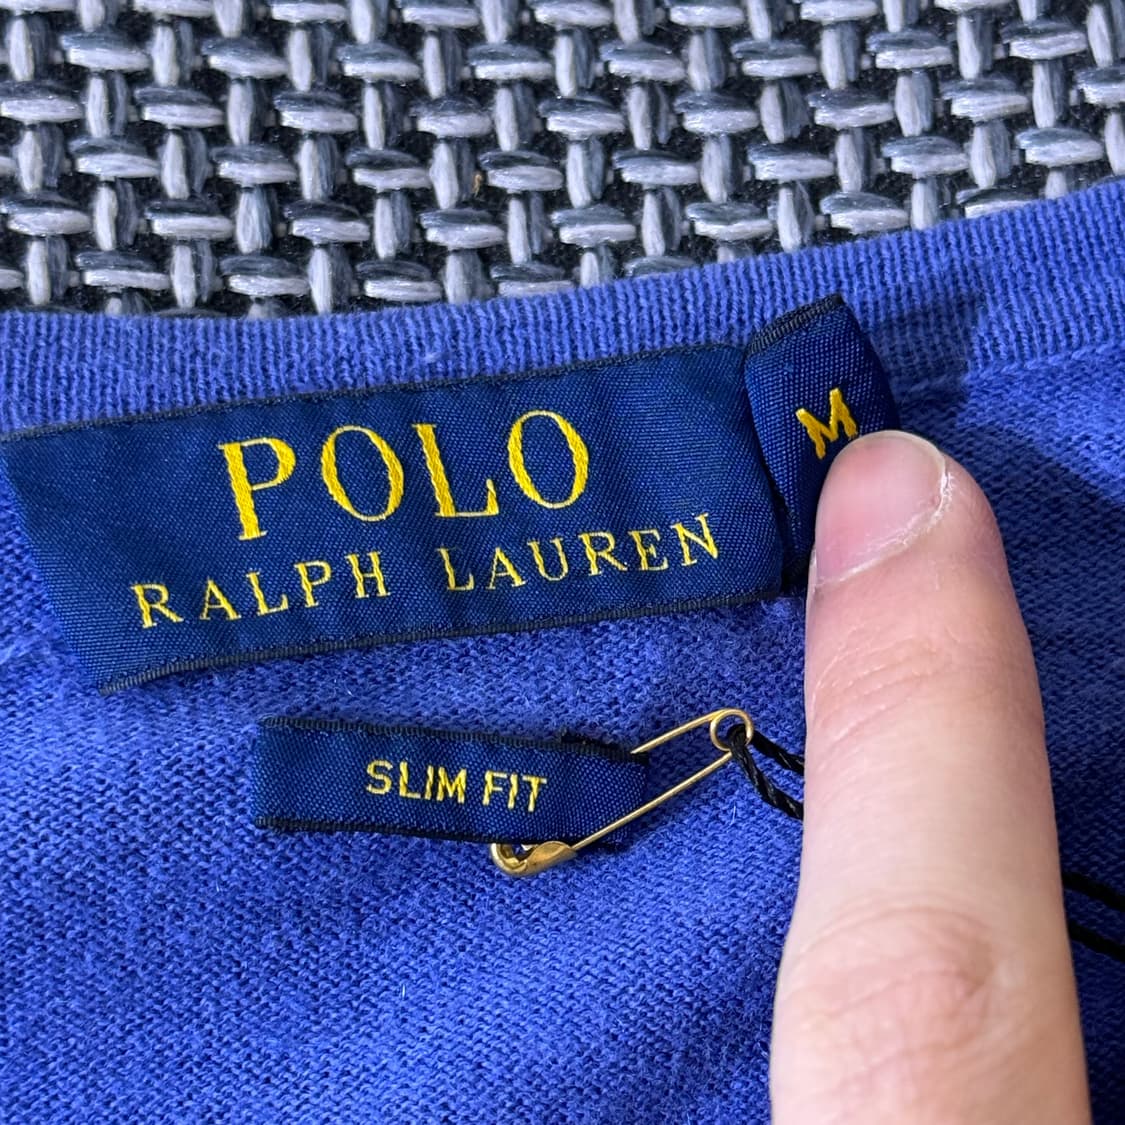 POLO
RALPH LAUREN
M
SLIM FIT